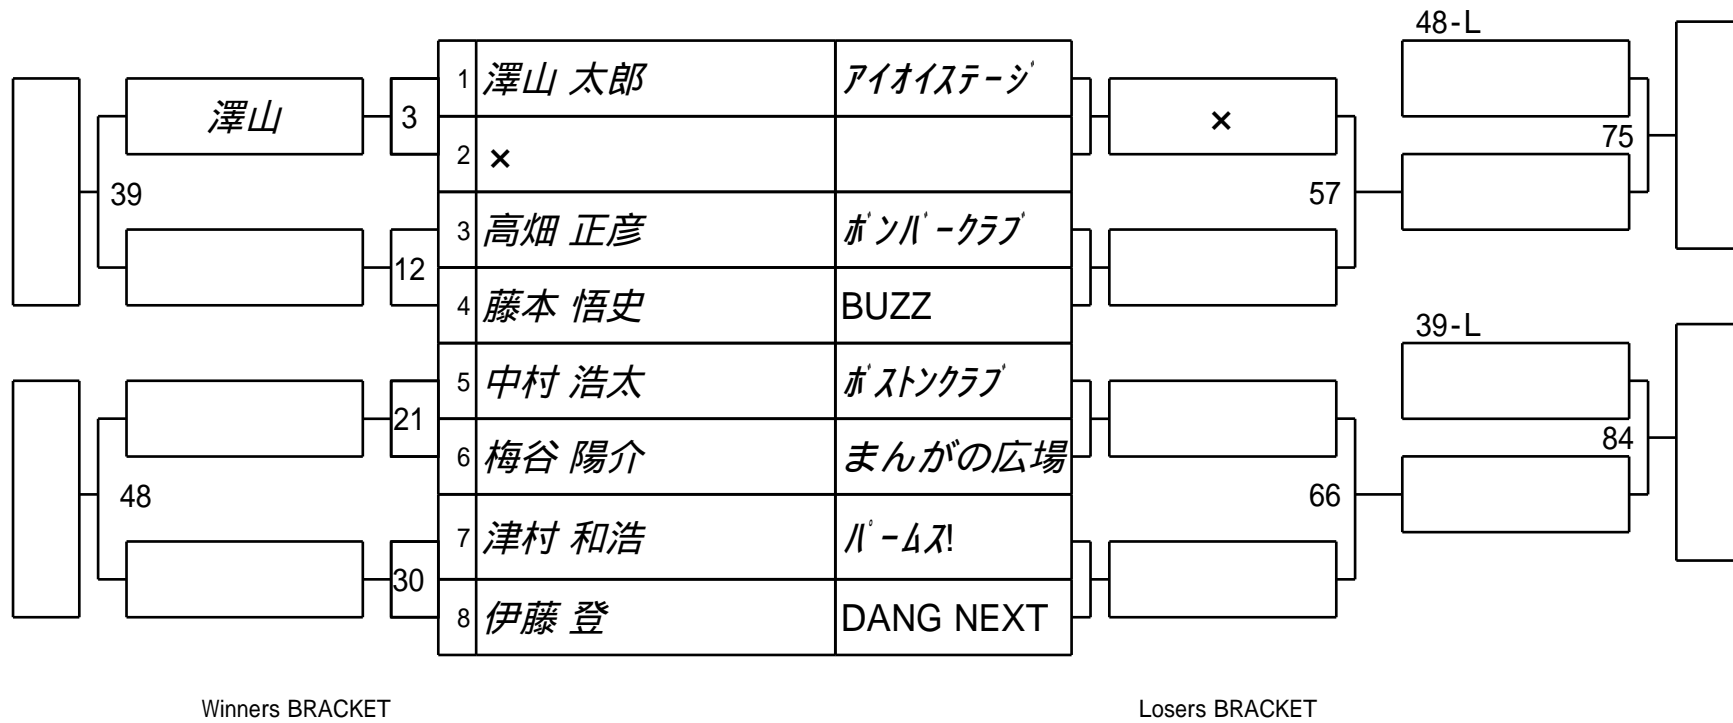 48-L
1 澤山 太郎 アイオイステージ
澤山 3 × 75
2 ×
39 57
3 高畑 正彦 ボンバークラブ
12
4 藤本 悟史 BUZZ
39-L
5 中村 浩太 ボストンクラブ
21 84
6 梅谷 陽介 まんがの広場
48 66
7 津村 和浩 バームス!
30
8 伊藤 登 DANG NEXT
Winners BRACKET Losers BRACKET